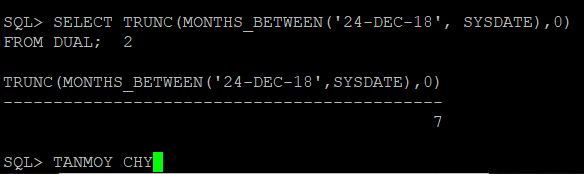 SQL> SELECT TRUNC(MONTHS_BETWEEN('24-DEC-18', SYSDATE),0)
FROM DUAL;  2
TRUNC(MONTHS_BETWEEN('24-DEC-18',SYSDATE),0)
--------------------------------------------
7
SQL> TANMOY CHY